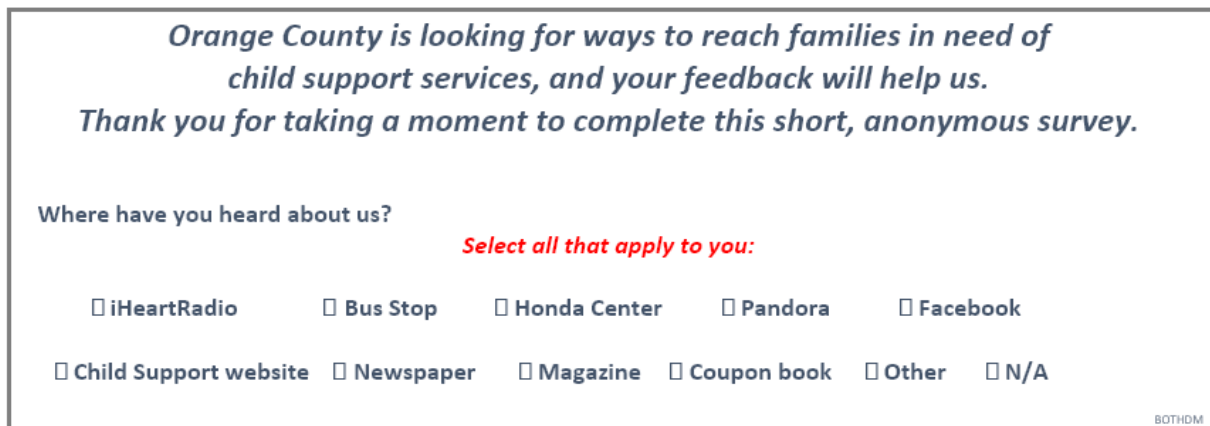 Orange County is looking for ways to reach families in need of
child support services, and your feedback will help us.
Thank you for taking a moment to complete this short, anonymous survey.
Where have you heard about us?
Select all that apply to you:
☐ iHeartRadio ☐ Bus Stop ☐ Honda Center ☐ Pandora ☐ Facebook
☐ Child Support website ☐ Newspaper ☐ Magazine ☐ Coupon book ☐ Other ☐ N/A
BOTHDM